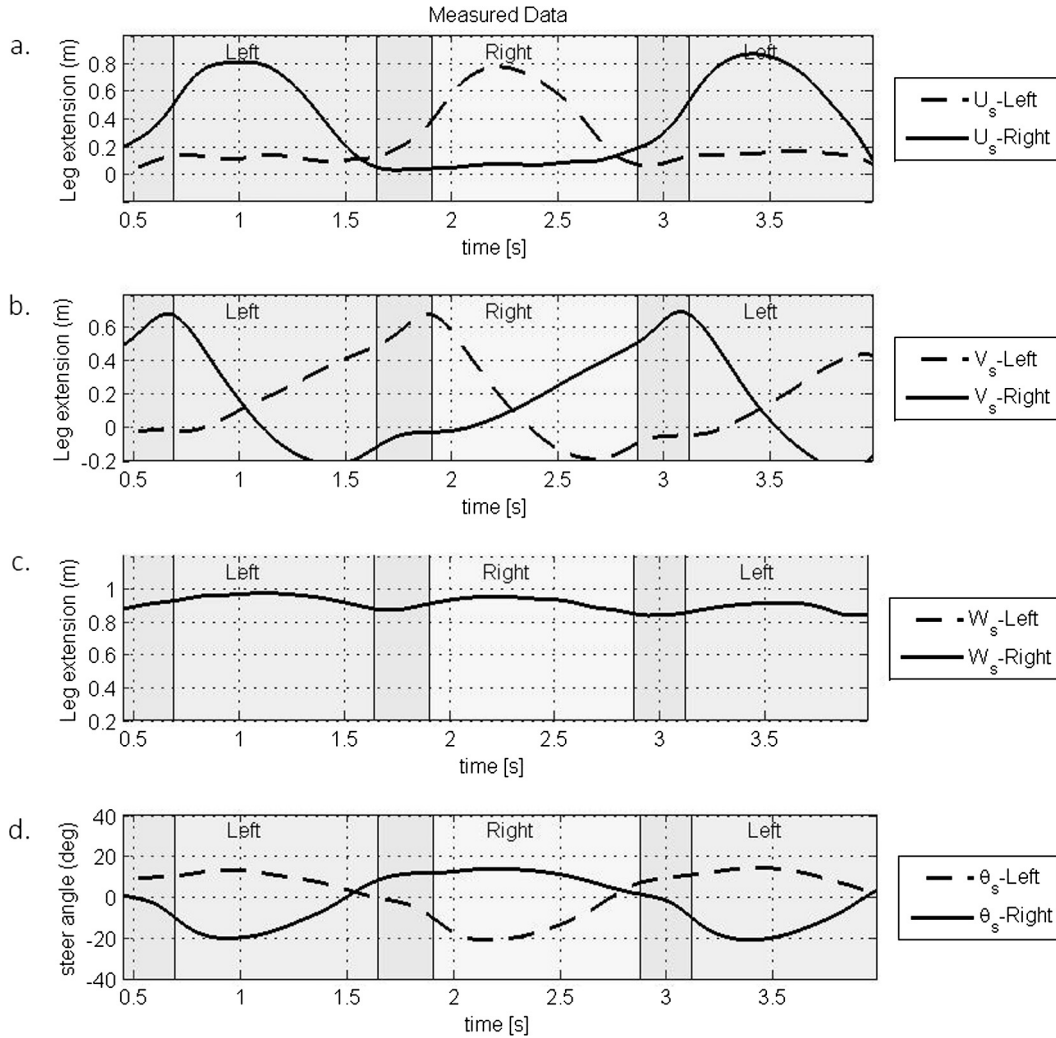 Measured Data
a.
Leg extension (m)
0.8
0.6
0.4
0.2
0
Left
Right
Left
0.5
1
1.5
2
2.5
3
3.5
time [s]
U_s-Left
U_s-Right
b.
Leg extension (m)
0.6
0.4
0.2
0
-0.2
Left
Right
Left
0.5
1
1.5
2
2.5
3
3.5
time [s]
V_s-Left
V_s-Right
c.
Leg extension (m)
1
0.8
0.6
0.4
0.2
Left
Right
Left
0.5
1
1.5
2
2.5
3
3.5
time [s]
W_s-Left
W_s-Right
d.
steer angle (deg)
40
20
0
-20
-40
Left
Right
Left
0.5
1
1.5
2
2.5
3
3.5
time [s]
θ_s-Left
θ_s-Right